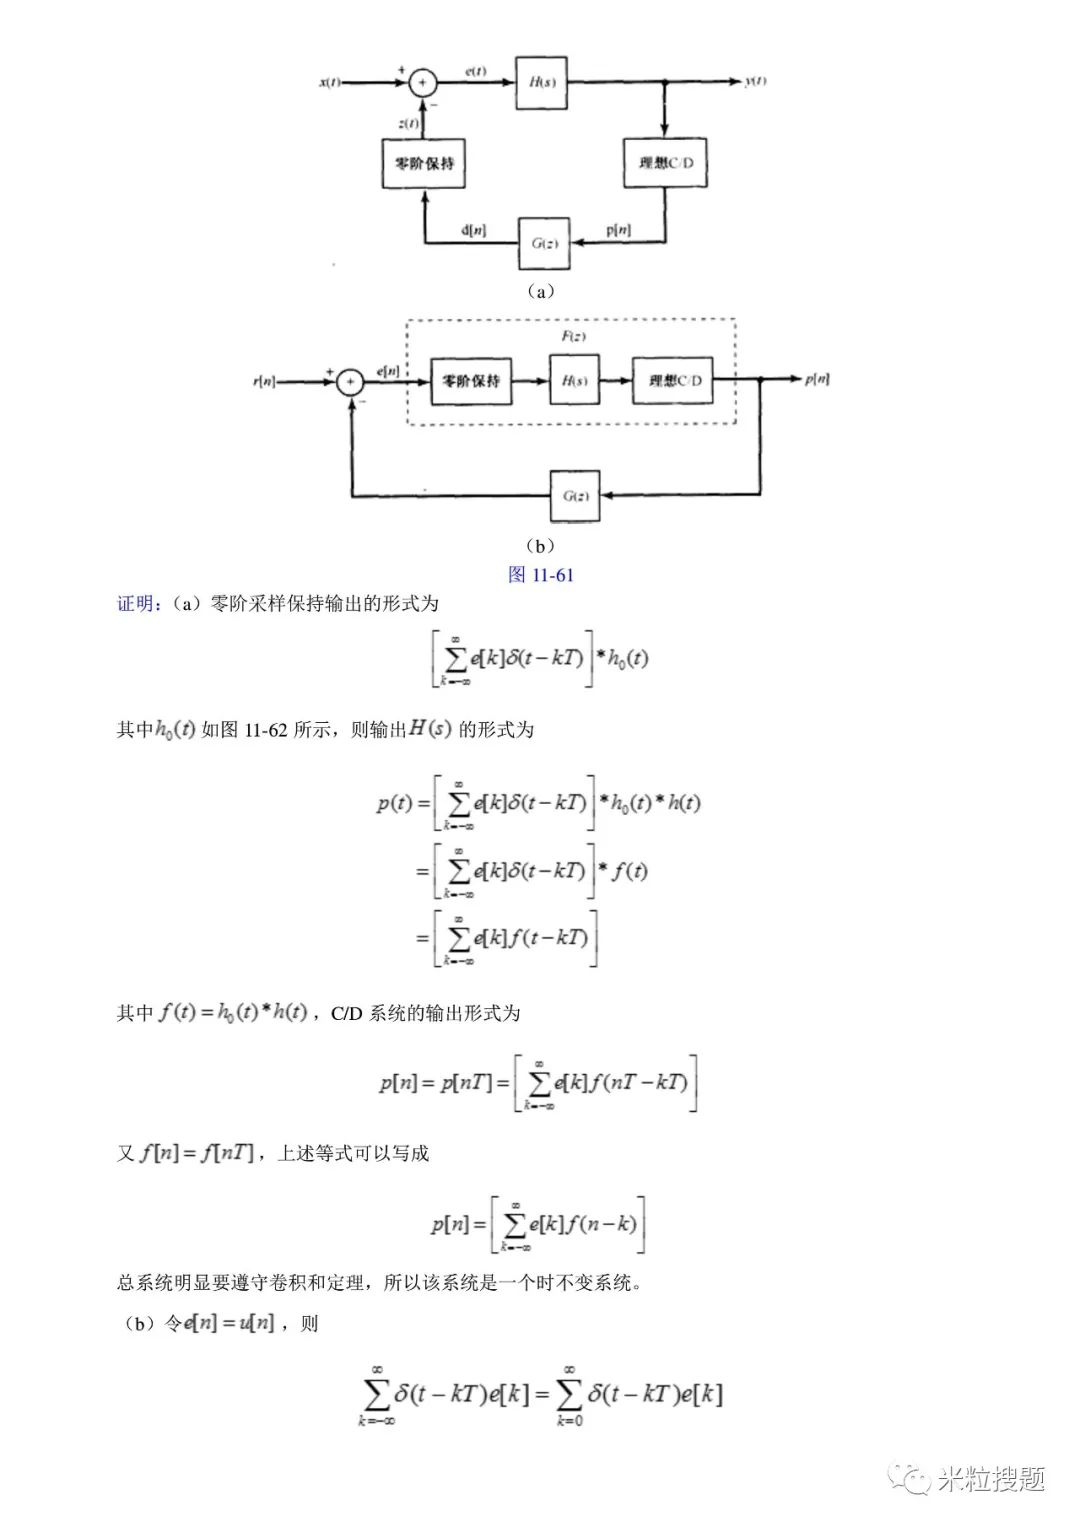 x(t)
+
+
−
e(t)
H(s)
y(t)
z(t)
零阶保持
理想C/D
d[n]
G(z)
p[n]
(a)
F(z)
r[n]
+
+
−
e[n]
零阶保持
H(s)
理想C/D
p[n]
G(z)
(b)
图 11-61
证明：（a）零阶采样保持输出的形式为
[∑_{k=-∞}^{∞} e[k]δ(t−kT)]*h₀(t)
其中h₀(t) 如图 11-62 所示，则输出H(s) 的形式为
p(t)=[∑_{k=-∞}^{∞} e[k]δ(t−kT)]*h₀(t)*h(t)
=[∑_{k=-∞}^{∞} e[k]δ(t−kT)]*f(t)
=[∑_{k=-∞}^{∞} e[k]f(t−kT)]
其中 f(t)=h₀(t)*h(t)，C/D 系统的输出形式为
p[n]=p[nT]=[∑_{k=-∞}^{∞} e[k]f(nT−kT)]
又 f[n]=f[nT]，上述等式可以写成
p[n]=[∑_{k=-∞}^{∞} e[k]f(n−k)]
总系统明显要遵守卷积和定理，所以该系统是一个时不变系统。
（b）令e[n]=u[n]，则
∑_{k=-∞}^{∞} δ(t−kT)e[k]=∑_{k=0}^{∞} δ(t−kT)e[k]
米粒搜题